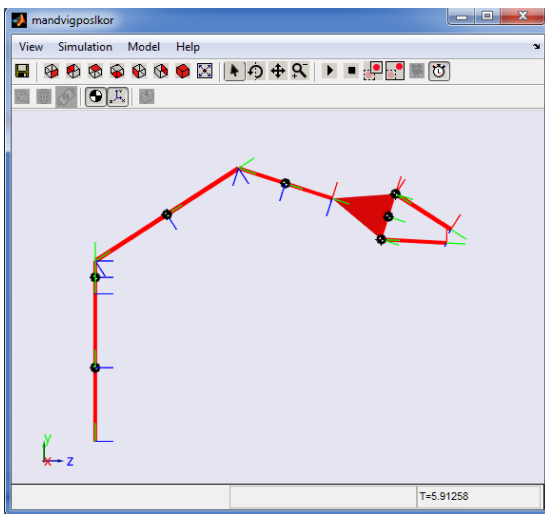 mandvigposlkor
View Simulation Model Help
y
x z
T=5.91258